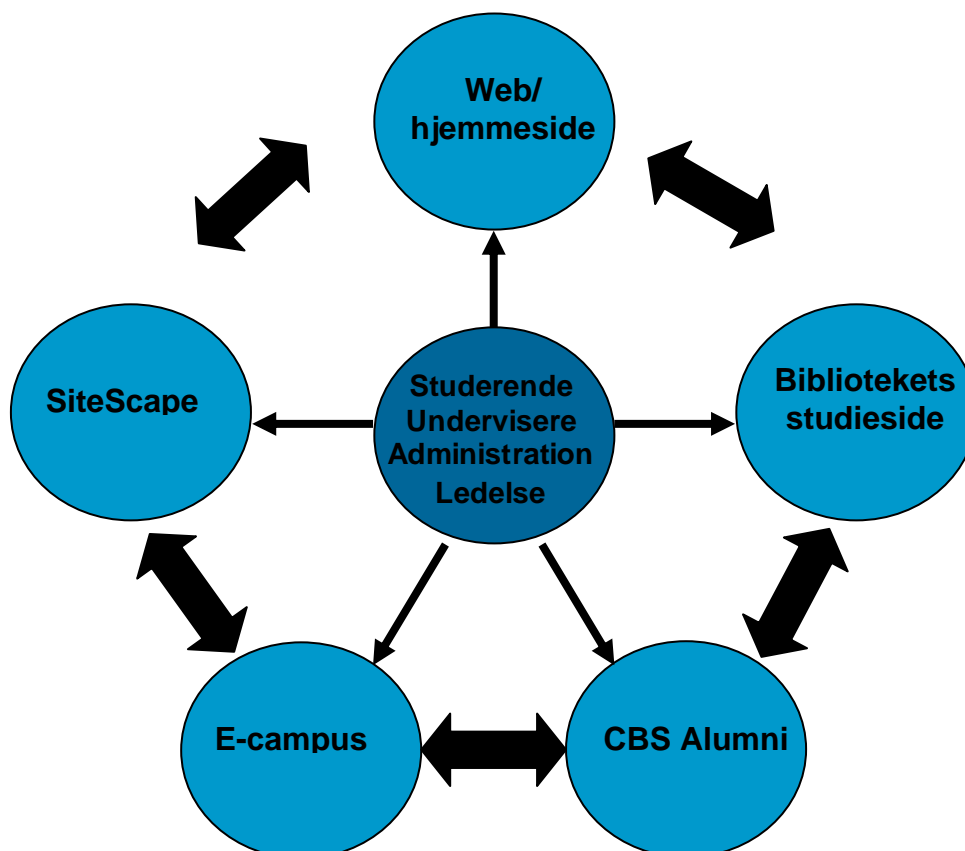 Web/
hjemmeside
SiteScape
Studerende
Undervisere
Administration
Ledelse
Bibliotekets
studieside
E-campus
CBS Alumni